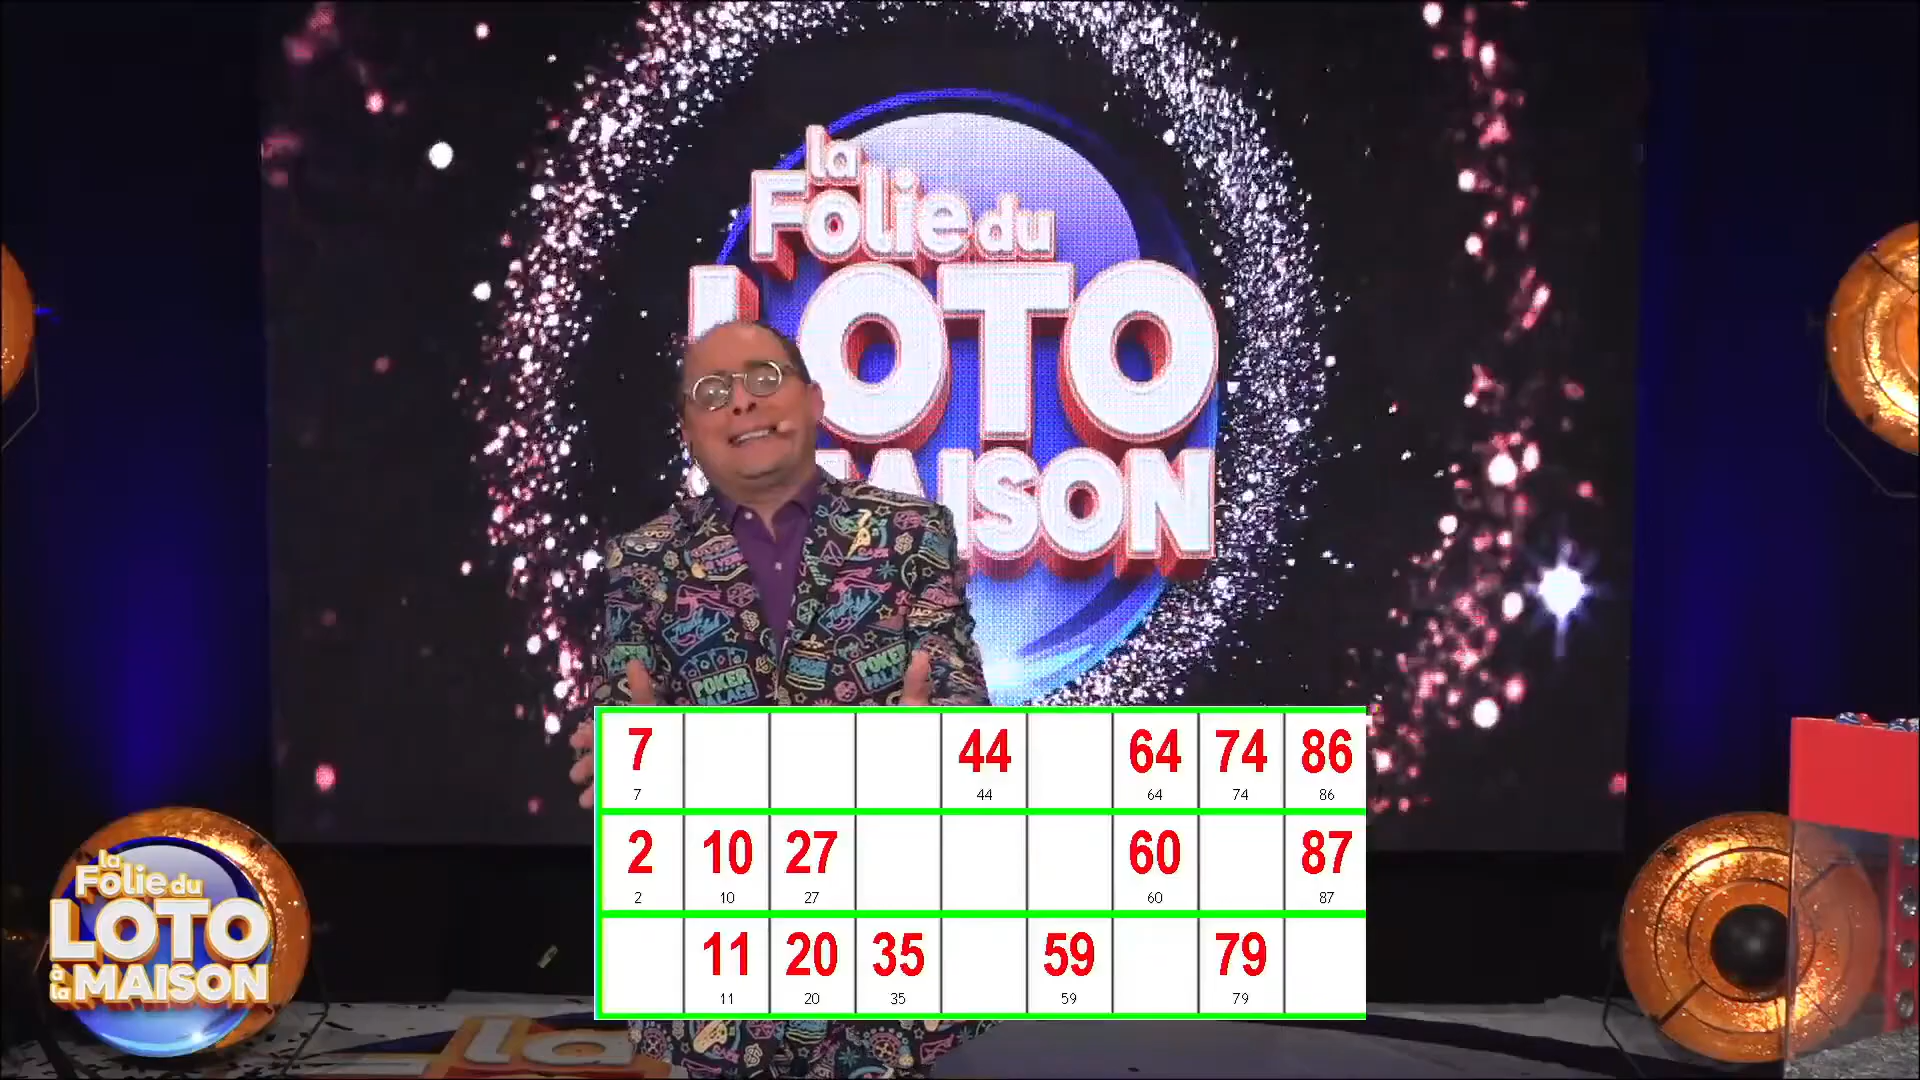 la
Folie du
LOTO
MAISON
POKER
PALACE
POKER
7 44 64 74 86
7 44 64 74 86
2 10 27 60 87
2 10 27 60 87
11 20 35 59 79
11 20 35 59 79
la
Folie du
LOTO
à la MAISON
la